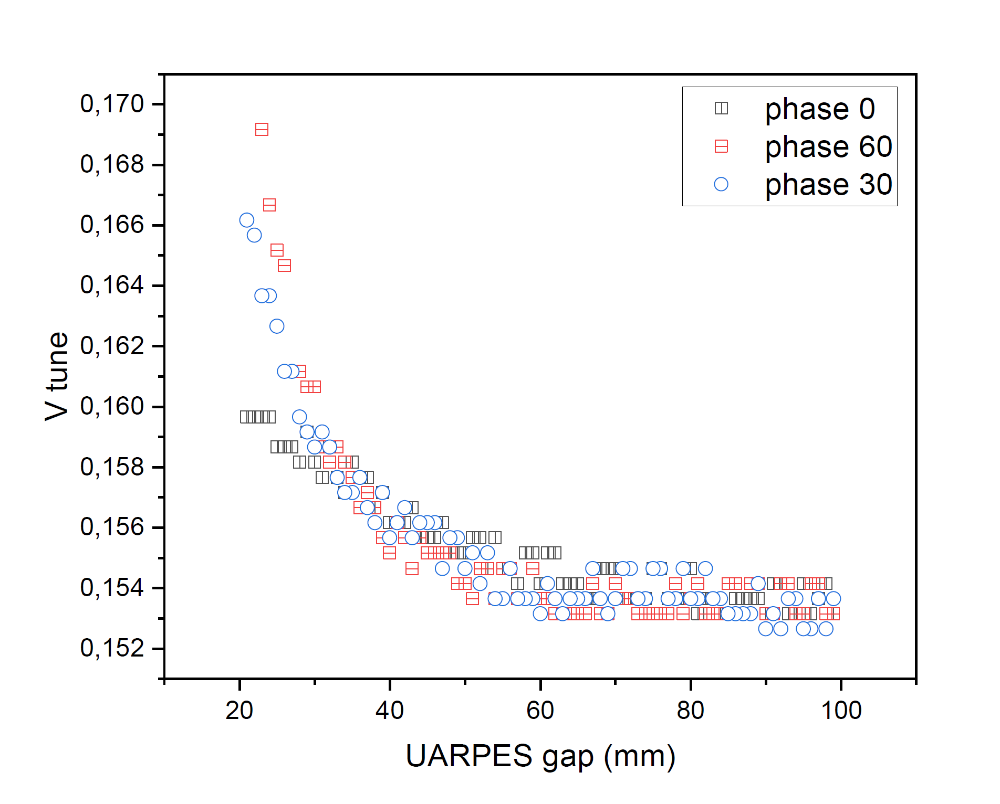 phase 0
phase 60
phase 30
0,170
0,168
0,166
0,164
0,162
0,160
0,158
0,156
0,154
0,152
V tune
20 40 60 80 100
UARPES gap (mm)